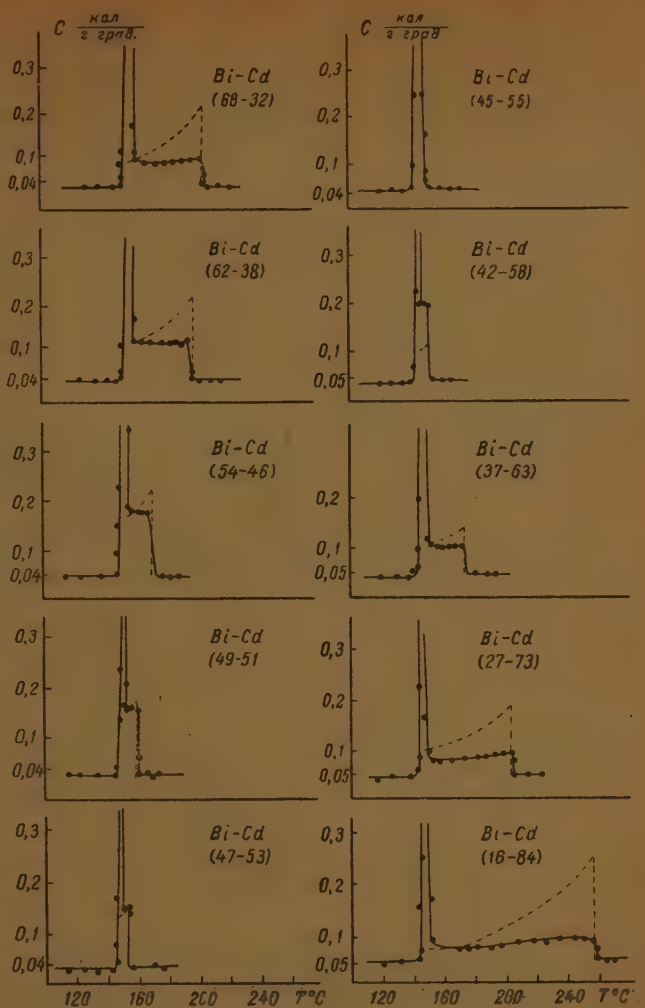 C кал / г град. C кал / г град
0,3 Bi-Cd 0,3 Bi-Cd
(68-32) (45-55)
0,1 0,1
0,04 0,04
0,3 Bi-Cd 0,3 Bi-Cd
(62-38) (42-58)
0,2 0,2
0,1 0,1
0,04 0,05
0,3 Bi-Cd Bi-Cd
(54-46) (37-63)
0,2 0,2
0,1 0,1
0,04 0,05
0,3 Bi-Cd 0,3 Bi-Cd
(49-51 (27-73)
0,2 0,2
0,1 0,1
0,04 0,05
0,3 Bi-Cd 0,3 Bi-Cd
(47-53) (16-84)
0,2 0,2
0,1 0,1
0,04 0,05
120 160 200 240 T°C 120 160 200 240 T°C